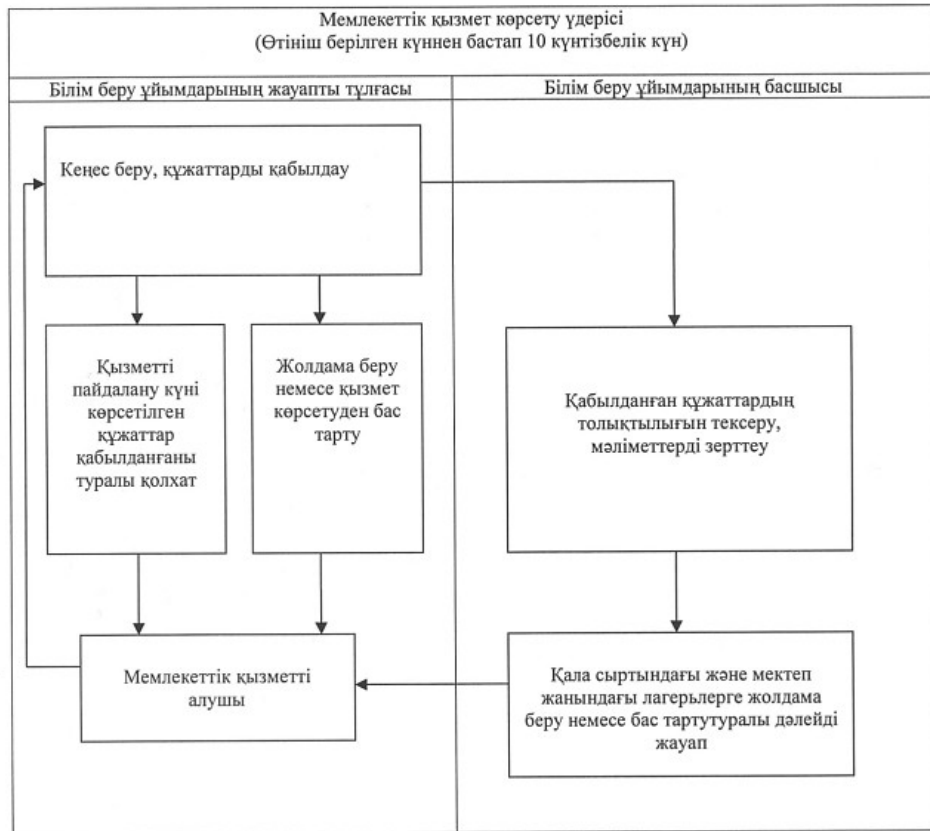 Мемлекеттік қызмет көрсету үдерісі
(Өтініш берілген күннен бастап 10 күнтізбелік күн)
Білім беру ұйымдарының жауапты тұлғасы
Білім беру ұйымдарының басшысы
Кеңес беру, құжаттарды қабылдау
Қызметті
пайдалану күні
көрсетілген
құжаттар
қабылданғаны
туралы қолхат
Жолдама беру
немесе қызмет
көрсетуден бас
тарту
Қабылданған құжаттардың
толықтылығын тексеру,
мәліметтерді зерттеу
Мемлекеттік қызметті
алушы
Қала сыртындағы және мектеп
жанындағы лагерьлерге жолдама
беру немесе бас тартутуралы дәлейді
жауап